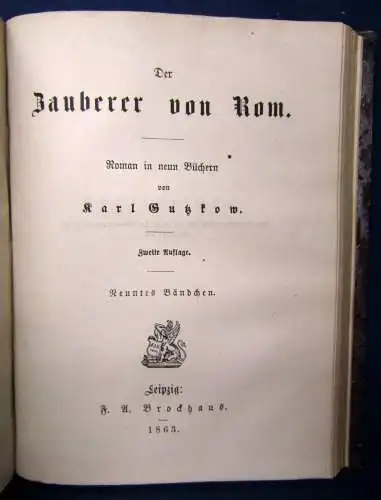 Der
Zauberer von Rom.
Roman in neun Büchern
von
Karl Gutzkow.
Zweite Auflage.
Neuntes Bändchen.
Leipzig:
F. A. Brockhaus.
1863.